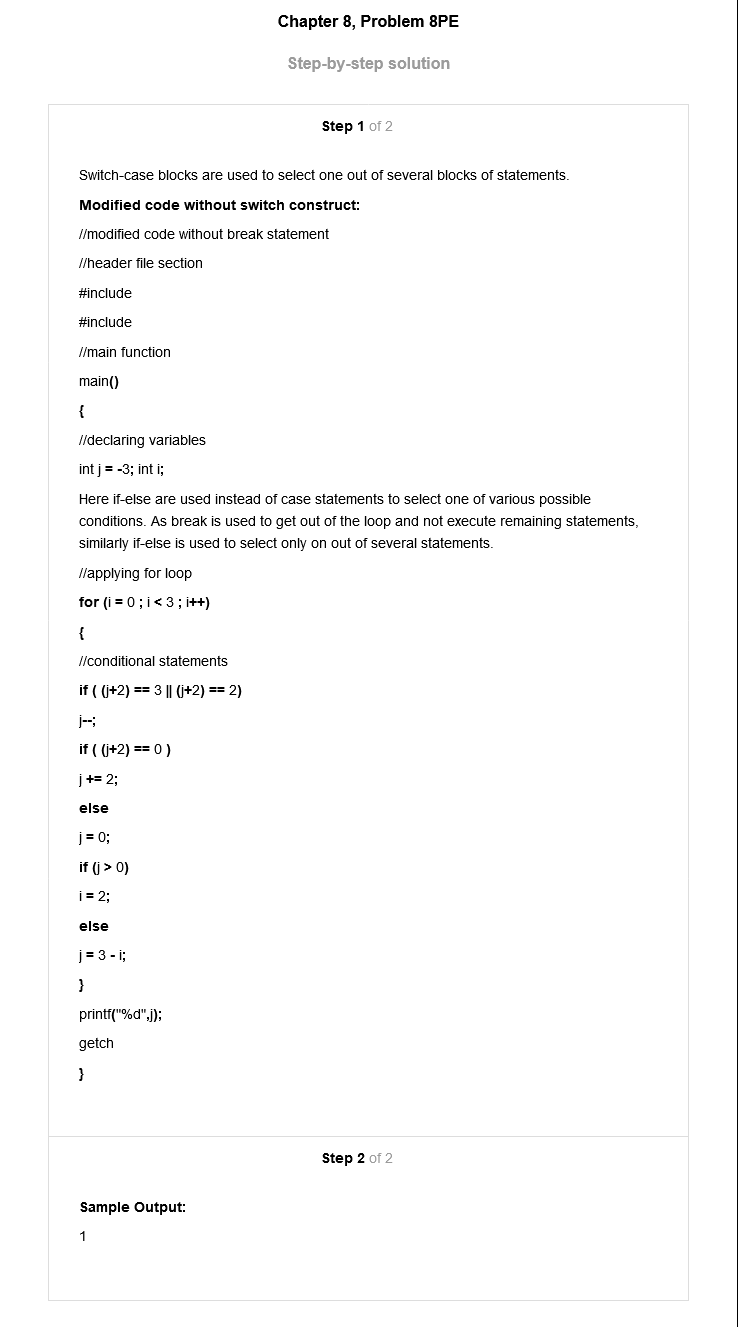 Chapter 8, Problem 8PE
Step-by-step solution
Step 1 of 2
Switch-case blocks are used to select one out of several blocks of statements.
Modified code without switch construct:
//modified code without break statement
//header file section
#include
#include
//main function
main()
{
//declaring variables
int j = -3; int i;
Here if-else are used instead of case statements to select one of various possible
conditions. As break is used to get out of the loop and not execute remaining statements,
similarly if-else is used to select only on out of several statements.
//applying for loop
for (i = 0 ; i < 3 ; i++)
{
//conditional statements
if ( (j+2) == 3 || (j+2) == 2)
j--;
if ( (j+2) == 0 )
j += 2;
else
j = 0;
if (j > 0)
i = 2;
else
j = 3 - i;
}
printf("%d",j);
getch
}
Step 2 of 2
Sample Output:
1